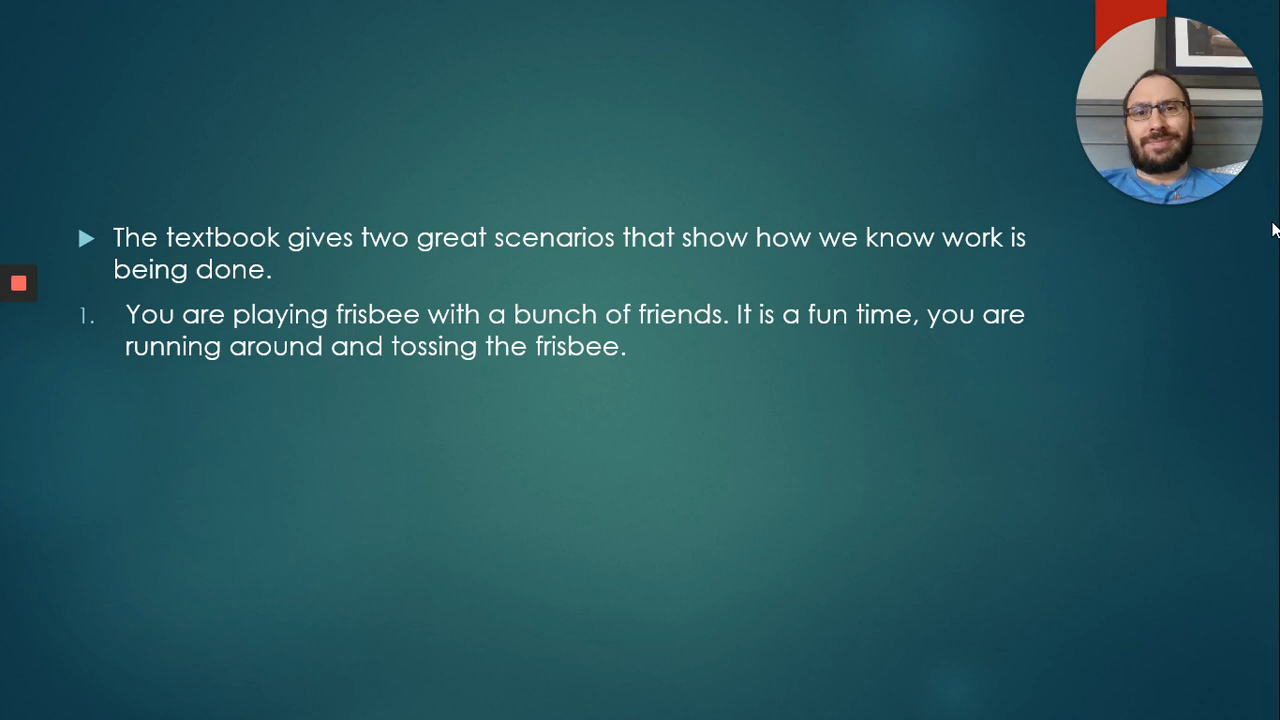 The textbook gives two great scenarios that show how we know work is
being done.
1. You are playing frisbee with a bunch of friends. It is a fun time, you are
running around and tossing the frisbee.